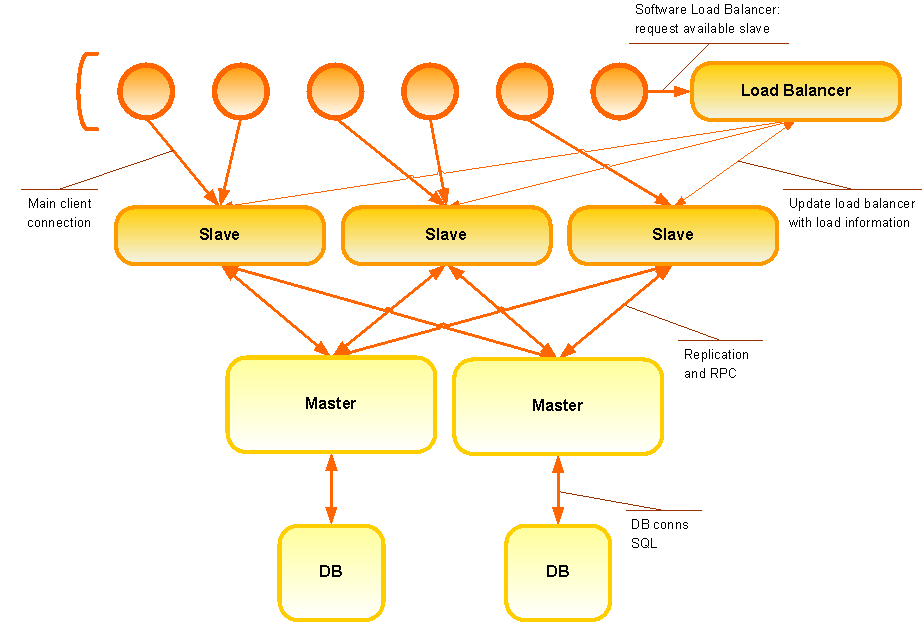 Software Load Balancer:
request available slave
Load Balancer
Main client
connection
Update load balancer
with load information
Slave
Slave
Slave
Replication
and RPC
Master
Master
DB conns
SQL
DB
DB